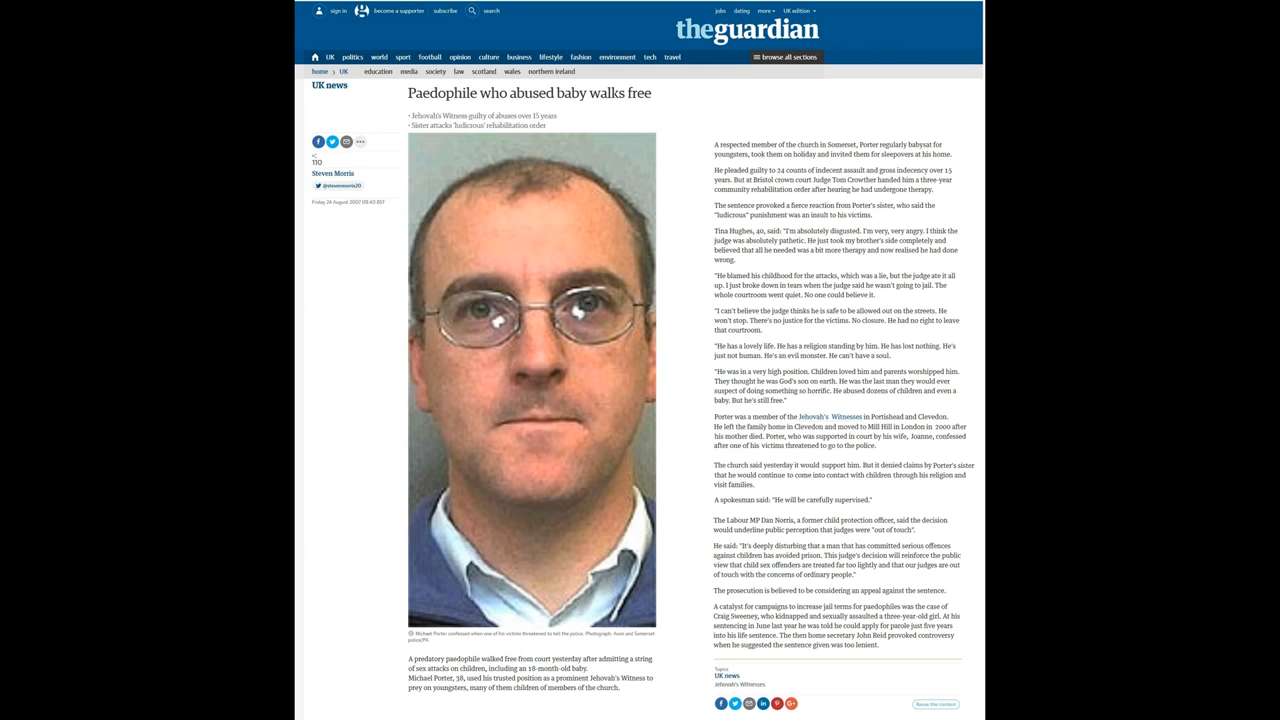 sign in
become a supporter
subscribe
search
jobs
dating
more
UK edition
theguardian
UK
politics
world
sport
football
opinion
culture
business
lifestyle
fashion
environment
tech
travel
browse all sections
home
UK
education
media
society
law
scotland
wales
northern ireland
UK news
Paedophile who abused baby walks free
· Jehovah's Witness guilty of abuses over 15 years
· Sister attacks 'ludicrous' rehabilitation order
110
Steven Morris
@stevenmorris20
Friday 24 August 2007 09.40 BST
Michael Porter confessed when one of his victims threatened to tell the police. Photograph: Avon and Somerset
police/PA
A predatory paedophile walked free from court yesterday after admitting a string
of sex attacks on children, including an 18-month-old baby.
Michael Porter, 38, used his trusted position as a prominent Jehovah's Witness to
prey on youngsters, many of them children of members of the church.
A respected member of the church in Somerset, Porter regularly babysat for
youngsters, took them on holiday and invited them for sleepovers at his home.
He pleaded guilty to 24 counts of indecent assault and gross indecency over 15
years. But at Bristol crown court Judge Tom Crowther handed him a three-year
community rehabilitation order after hearing he had undergone therapy.
The sentence provoked a fierce reaction from Porter's sister, who said the
"ludicrous" punishment was an insult to his victims.
Tina Hughes, 40, said: "I'm absolutely disgusted. I'm very, very angry. I think the
judge was absolutely pathetic. He just took my brother's side completely and
believed that all he needed was a bit more therapy and now realised he had done
wrong.
"He blamed his childhood for the attacks, which was a lie, but the judge ate it all
up. I just broke down in tears when the judge said he wasn't going to jail. The
whole courtroom went quiet. No one could believe it.
"I can't believe the judge thinks he is safe to be allowed out on the streets. He
won't stop. There's no justice for the victims. No closure. He had no right to leave
that courtroom.
"He has a lovely life. He has a religion standing by him. He has lost nothing. He's
just not human. He's an evil monster. He can't have a soul.
"He was in a very high position. Children loved him and parents worshipped him.
They thought he was God's son on earth. He was the last man they would ever
suspect of doing something so horrific. He abused dozens of children and even a
baby. But he's still free."
Porter was a member of the Jehovah's Witnesses in Portishead and Clevedon.
He left the family home in Clevedon and moved to Mill Hill in London in 2000 after
his mother died. Porter, who was supported in court by his wife, Joanne, confessed
after one of his victims threatened to go to the police.
The church said yesterday it would support him. But it denied claims by Porter's sister
that he would continue to come into contact with children through his religion and
visit families.
A spokesman said: "He will be carefully supervised."
The Labour MP Dan Norris, a former child protection officer, said the decision
would underline public perception that judges were "out of touch".
He said: "It's deeply disturbing that a man that has committed serious offences
against children has avoided prison. This judge's decision will reinforce the public
view that child sex offenders are treated far too lightly and that our judges are out
of touch with the concerns of ordinary people."
The prosecution is believed to be considering an appeal against the sentence.
A catalyst for campaigns to increase jail terms for paedophiles was the case of
Craig Sweeney, who kidnapped and sexually assaulted a three-year-old girl. At his
sentencing in June last year he was told he could apply for parole just five years
into his life sentence. The then home secretary John Reid provoked controversy
when he suggested the sentence given was too lenient.
Topics
UK news
Jehovah's Witnesses
Reuse this content